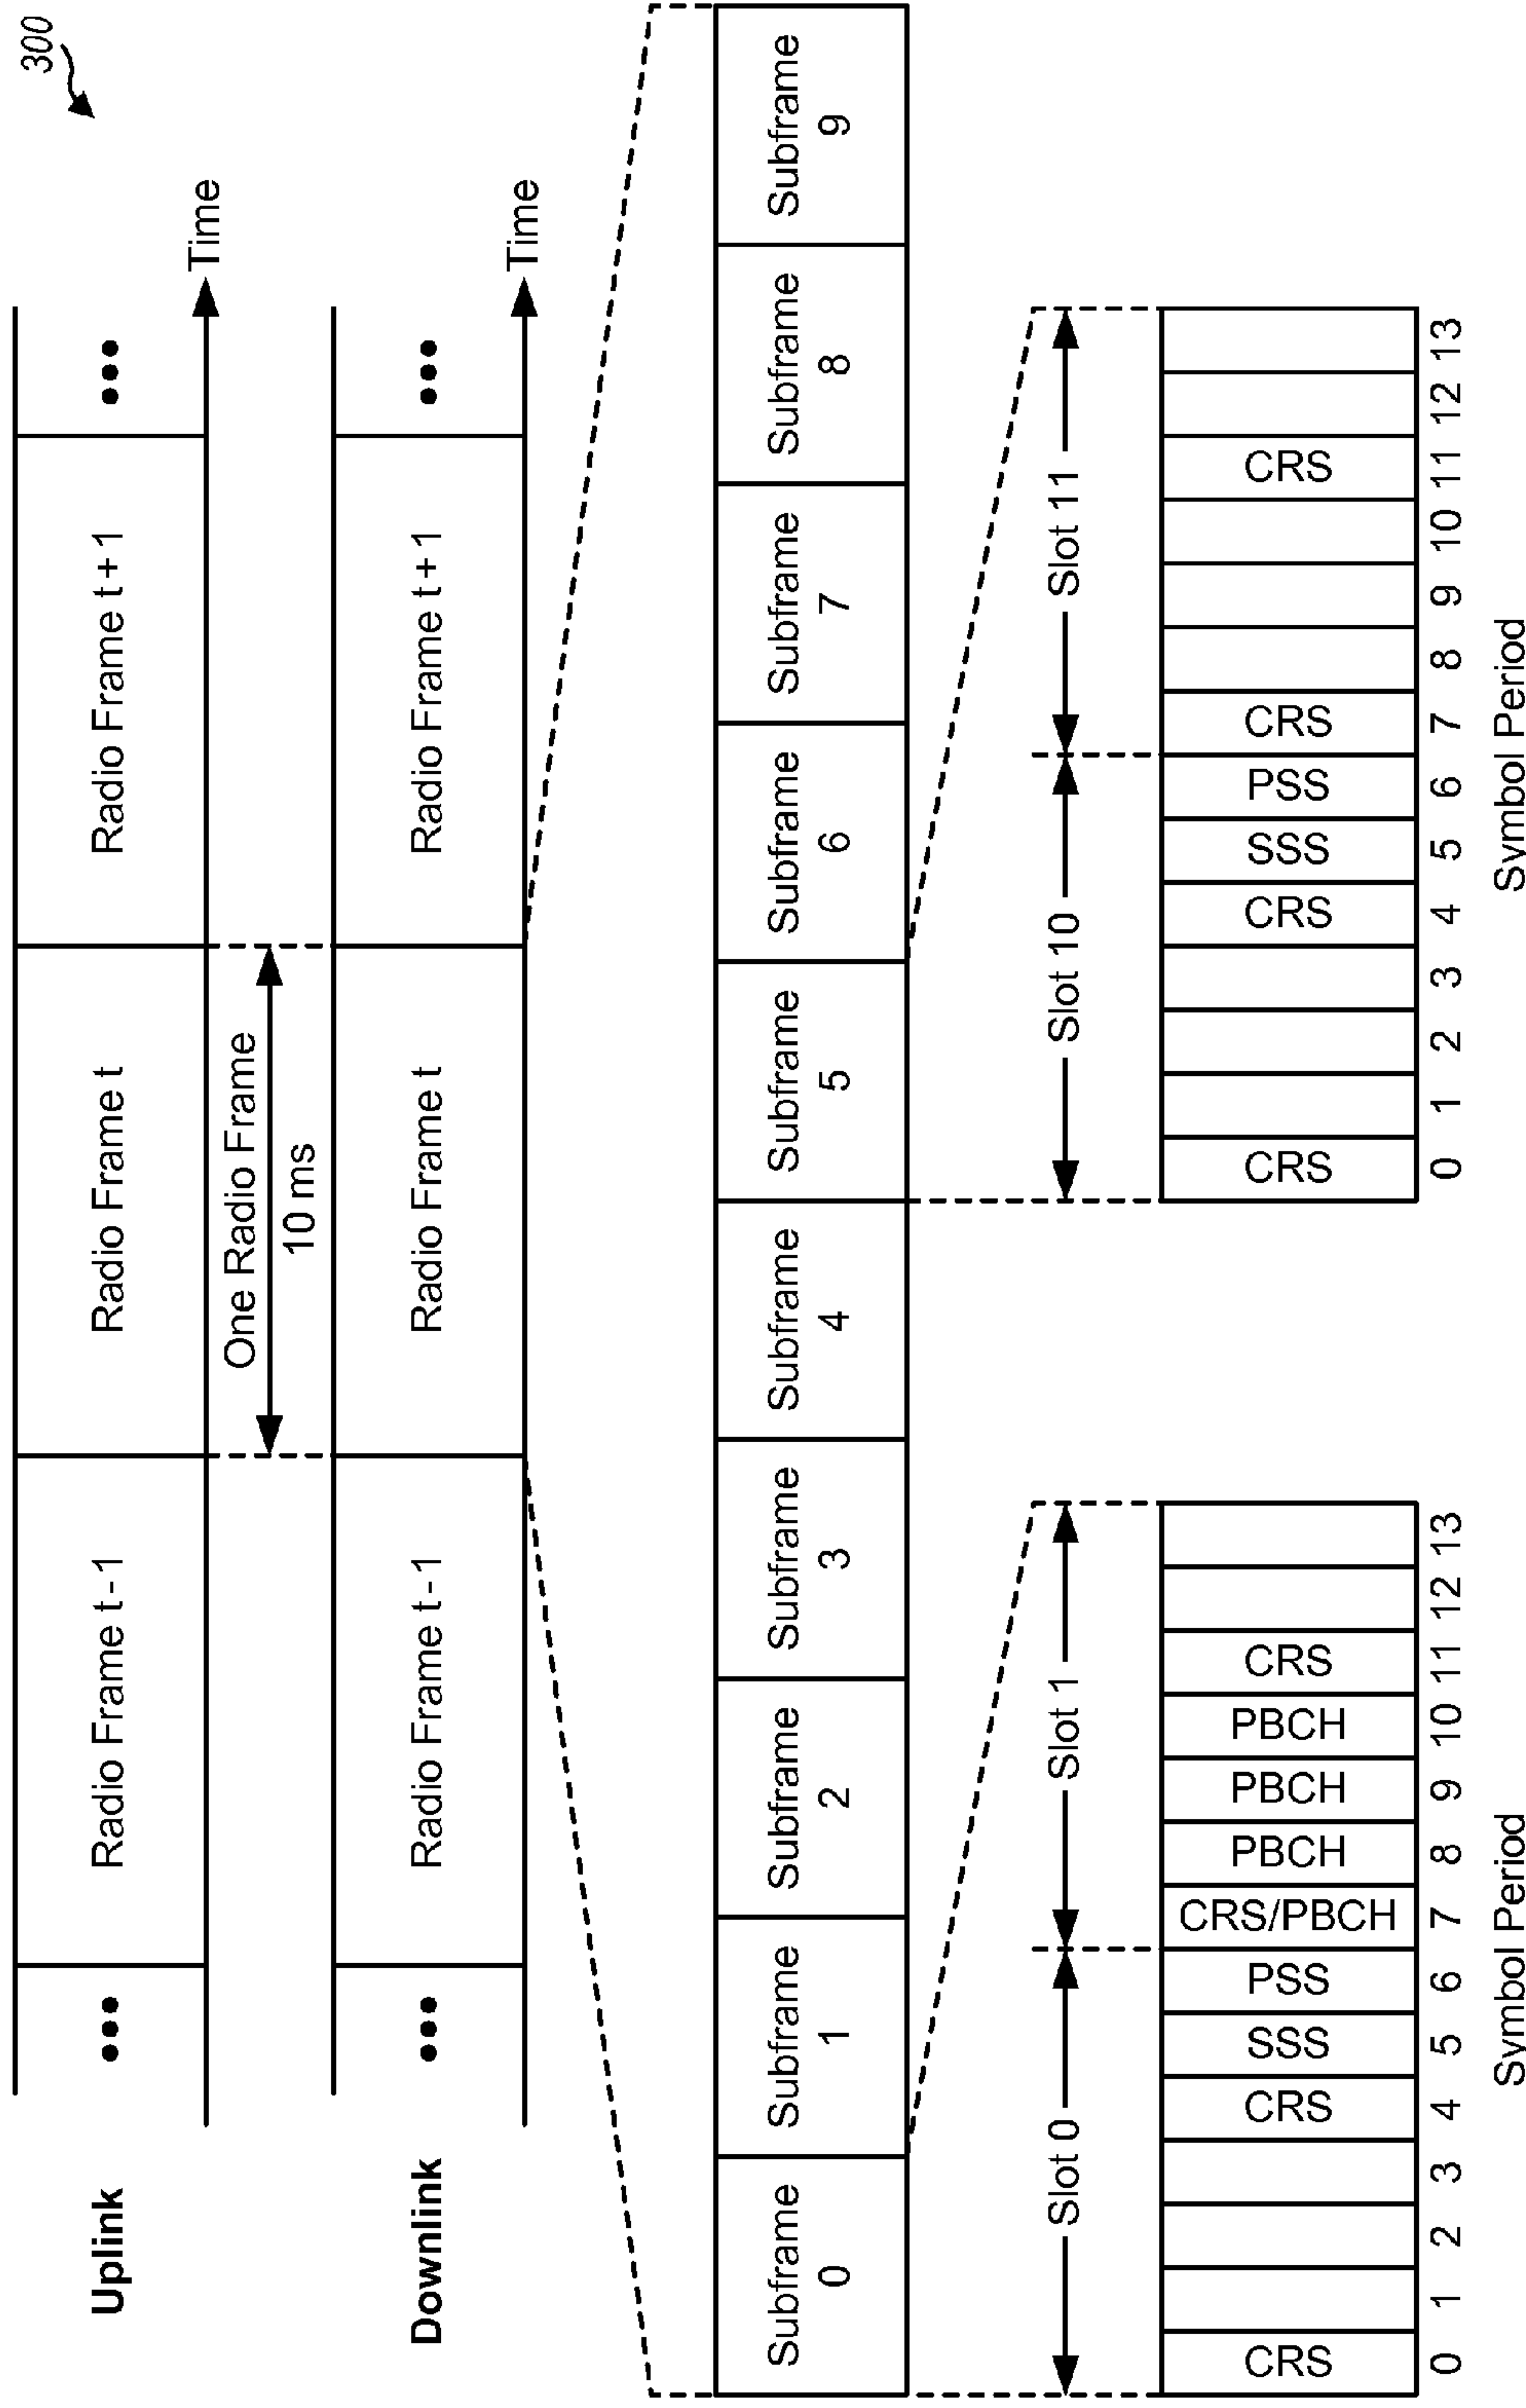 300
Uplink
••• Radio Frame t - 1 Radio Frame t Radio Frame t + 1 •••
Time
One Radio Frame
10 ms
Downlink
••• Radio Frame t - 1 Radio Frame t Radio Frame t + 1 •••
Time
Subframe 0
Subframe 1
Subframe 2
Subframe 3
Subframe 4
Subframe 5
Subframe 6
Subframe 7
Subframe 8
Subframe 9
Slot 0 Slot 1
CRS CRS SSS PSS CRS/PBCH PBCH PBCH PBCH CRS
0 1 2 3 4 5 6 7 8 9 10 11 12 13
Symbol Period
Slot 10 Slot 11
CRS CRS SSS PSS CRS CRS
0 1 2 3 4 5 6 7 8 9 10 11 12 13
Symbol Period